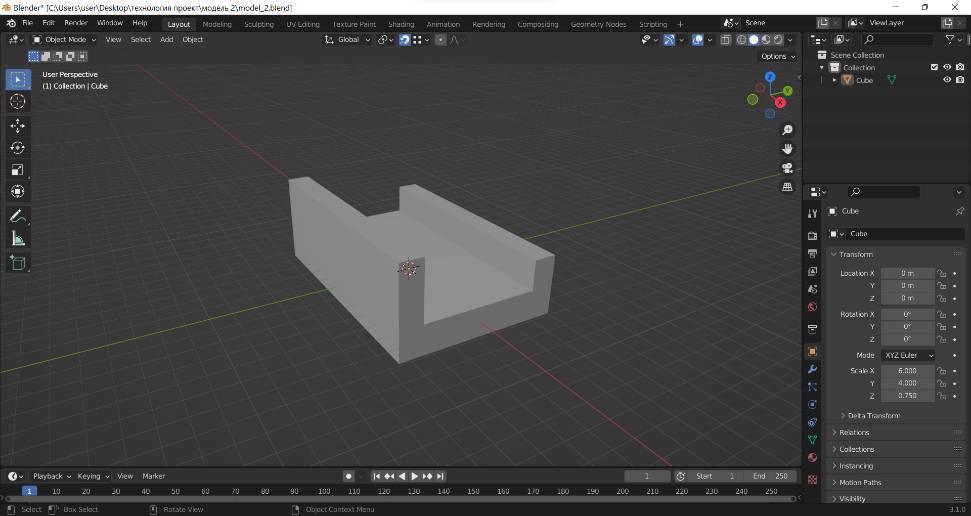 Blender* [C:\Users\user\Desktop\технология проект\модель 2\model_2.blend]
File Edit Render Window Help Layout Modeling Sculpting UV Editing Texture Paint Shading Animation Rendering Compositing Geometry Nodes Scripting + Scene ViewLayer
Object Mode View Select Add Object Global
Options
User Perspective
(1) Collection | Cube
Z
Y
X
Scene Collection
Collection
Cube
Cube
Cube
Transform
Location X 0 m
Y 0 m
Z 0 m
Rotation X 0°
Y 0°
Z 0°
Mode XYZ Euler
Scale X 6.000
Y 4.000
Z 0.750
Delta Transform
Relations
Collections
Instancing
Motion Paths
Visibility
Playback Keying View Marker 1 Start 1 End 250
1 10 20 30 40 50 60 70 80 90 100 110 120 130 140 150 160 170 180 190 200 210 220 230 240 250
Select Box Select Rotate View Object Context Menu 3.1.0